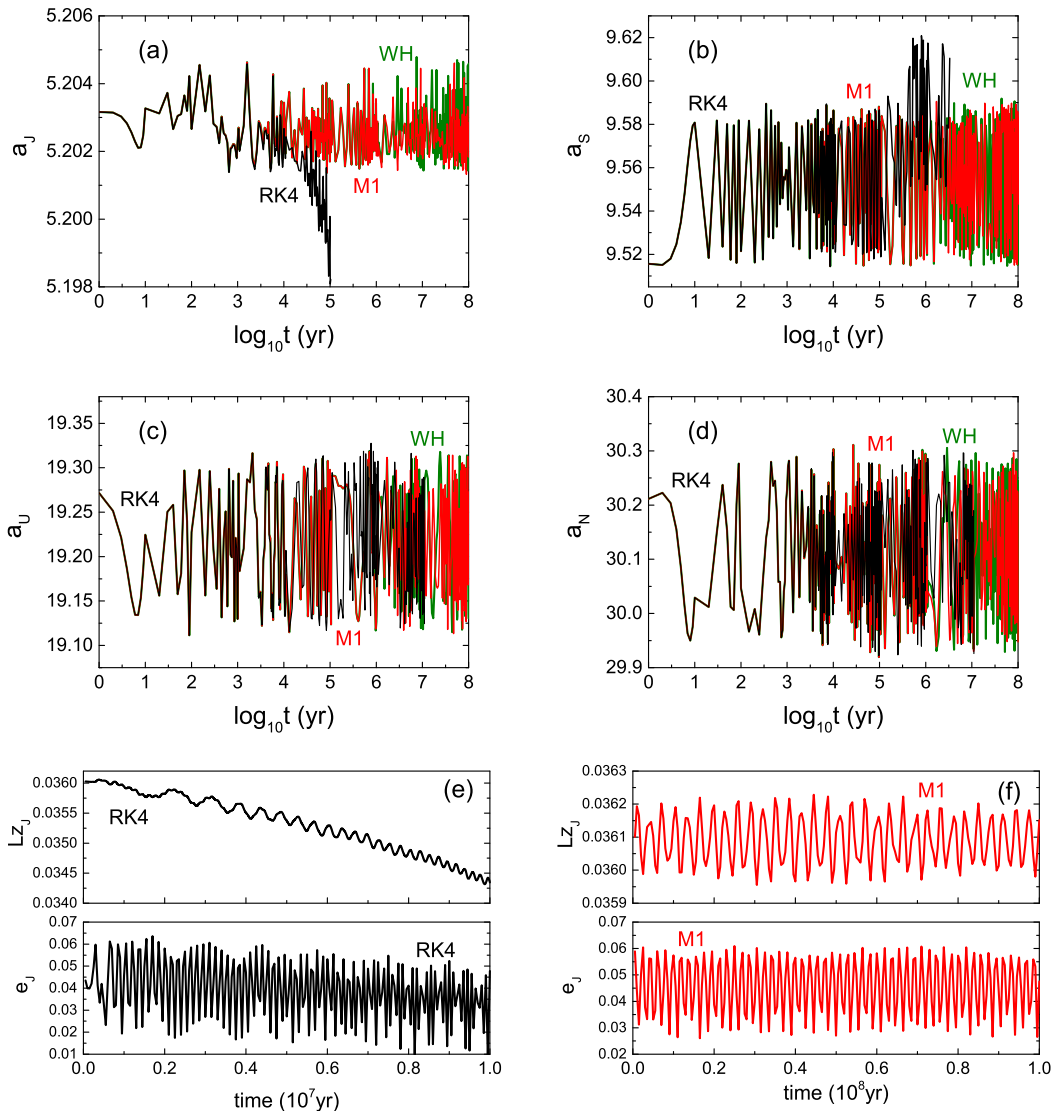 (a)
WH
RK4
M1
a_J
5.206
5.204
5.202
5.200
5.198
0 1 2 3 4 5 6 7 8
log₁₀t (yr)
(b)
RK4
M1
WH
a_S
9.62
9.60
9.58
9.56
9.54
9.52
0 1 2 3 4 5 6 7 8
log₁₀t (yr)
(c)
RK4
WH
M1
a_U
19.35
19.30
19.25
19.20
19.15
19.10
0 1 2 3 4 5 6 7 8
log₁₀t (yr)
(d)
RK4
M1
WH
a_N
30.4
30.3
30.2
30.1
30.0
29.9
0 1 2 3 4 5 6 7 8
log₁₀t (yr)
(e)
RK4
Lz_J
0.0360
0.0355
0.0350
0.0345
0.0340
RK4
e_J
0.07
0.06
0.05
0.04
0.03
0.02
0.01
0.0 0.2 0.4 0.6 0.8 1.0
time (10⁷yr)
M1
(f)
Lz_J
0.0363
0.0362
0.0361
0.0360
0.0359
M1
e_J
0.07
0.06
0.05
0.04
0.03
0.02
0.0 0.2 0.4 0.6 0.8 1.0
time (10⁸yr)